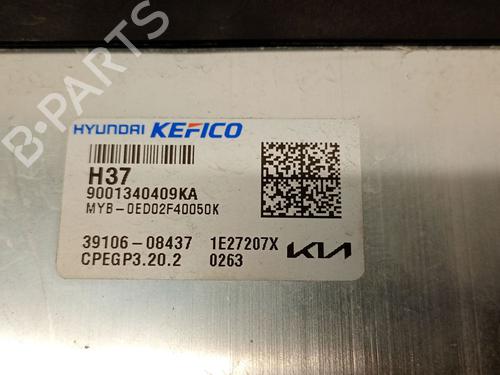 B-PARTS
HYUNDAI KEFICO
H37
9001340409KA
MYB-0ED02F40050K
39106-08437 1E27207X KIA
CPEGP3.20.2 0263